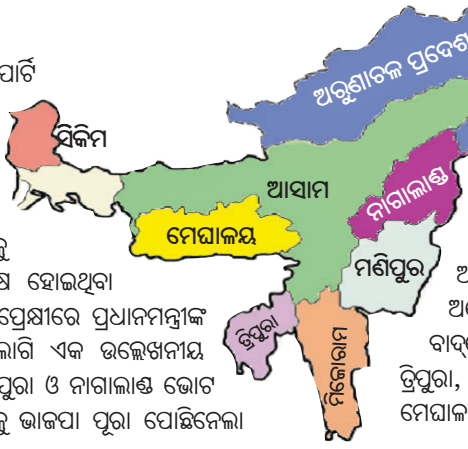 ପାର୍ଟି
ଅରୁଣାଚଳ ପ୍ରଦେଶ
ସିକିମ
ଆସାମ
ନାଗାଲାଣ୍ଡ
ମେଘାଳୟ
ମଣିପୁର
ତ୍ରିପୁରା
ମିଜୋରାମ
ହୋଇଥିବା
ପ୍ରଧାନମନ୍ତ୍ରୀଙ୍କ
ଲାଗି ଏକ ଉଲ୍ଲେଖନୀୟ
ଓ ନାଗାଲାଣ୍ଡ ଭୋଟ
ଭାଜପା ପୂରା ପୋଛିନେଲା
ତ୍ରିପୁରା,